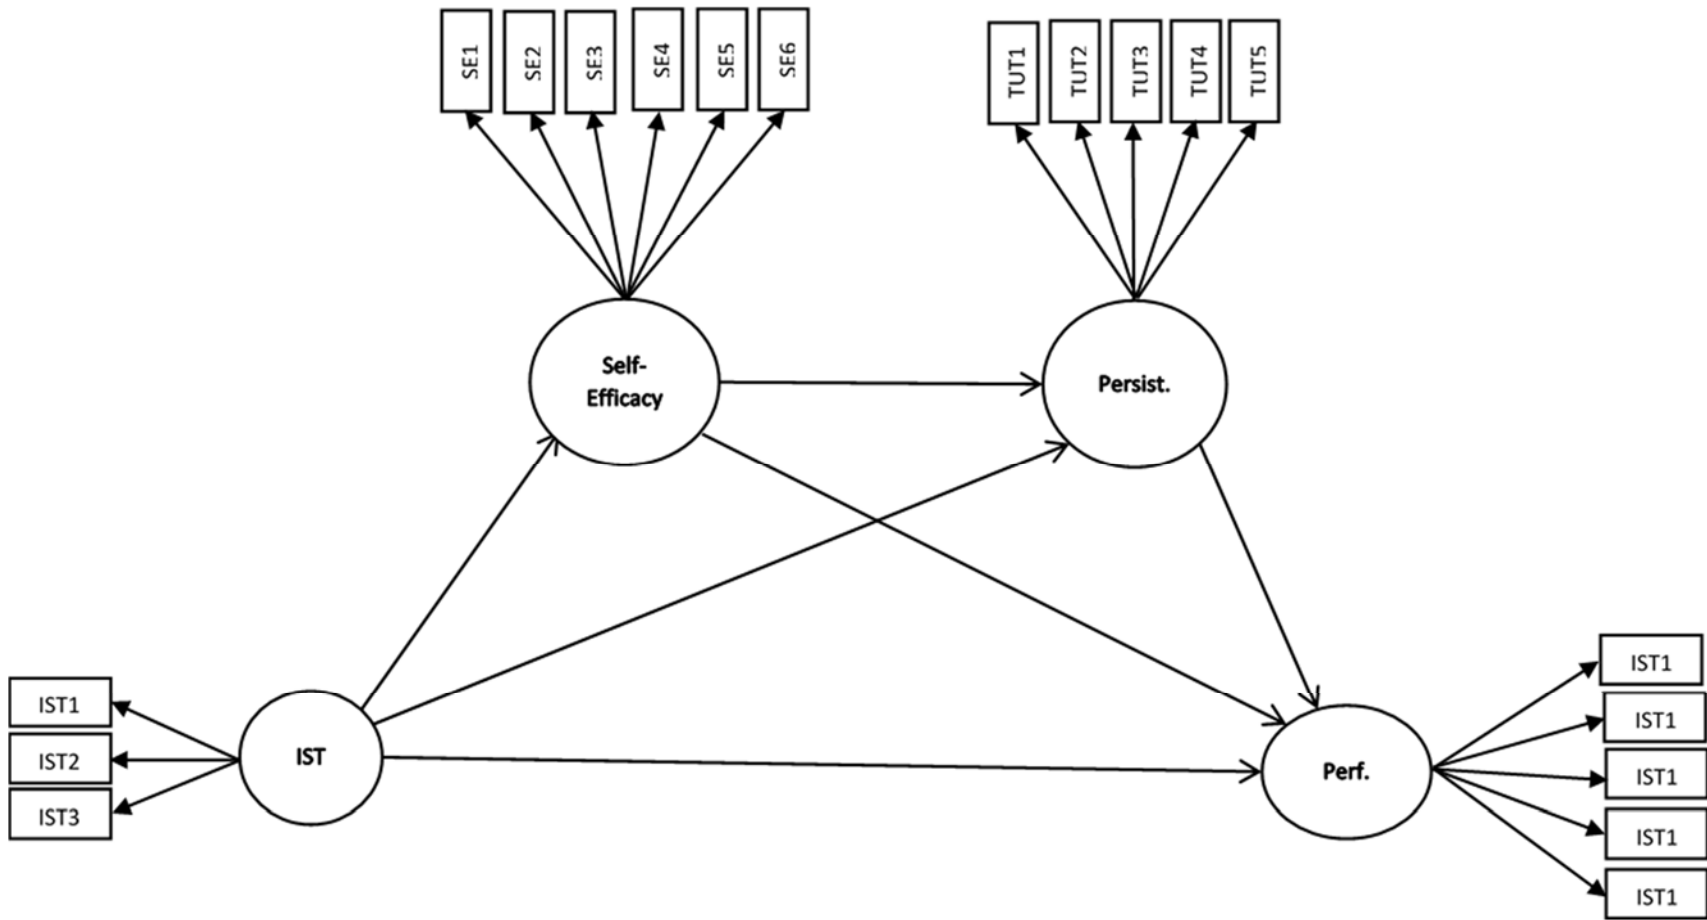 SE1
SE2
SE3
SE4
SE5
SE6
TUT1
TUT2
TUT3
TUT4
TUT5
Self-
Efficacy
Persist.
IST1
IST2
IST3
IST
Perf.
IST1
IST1
IST1
IST1
IST1